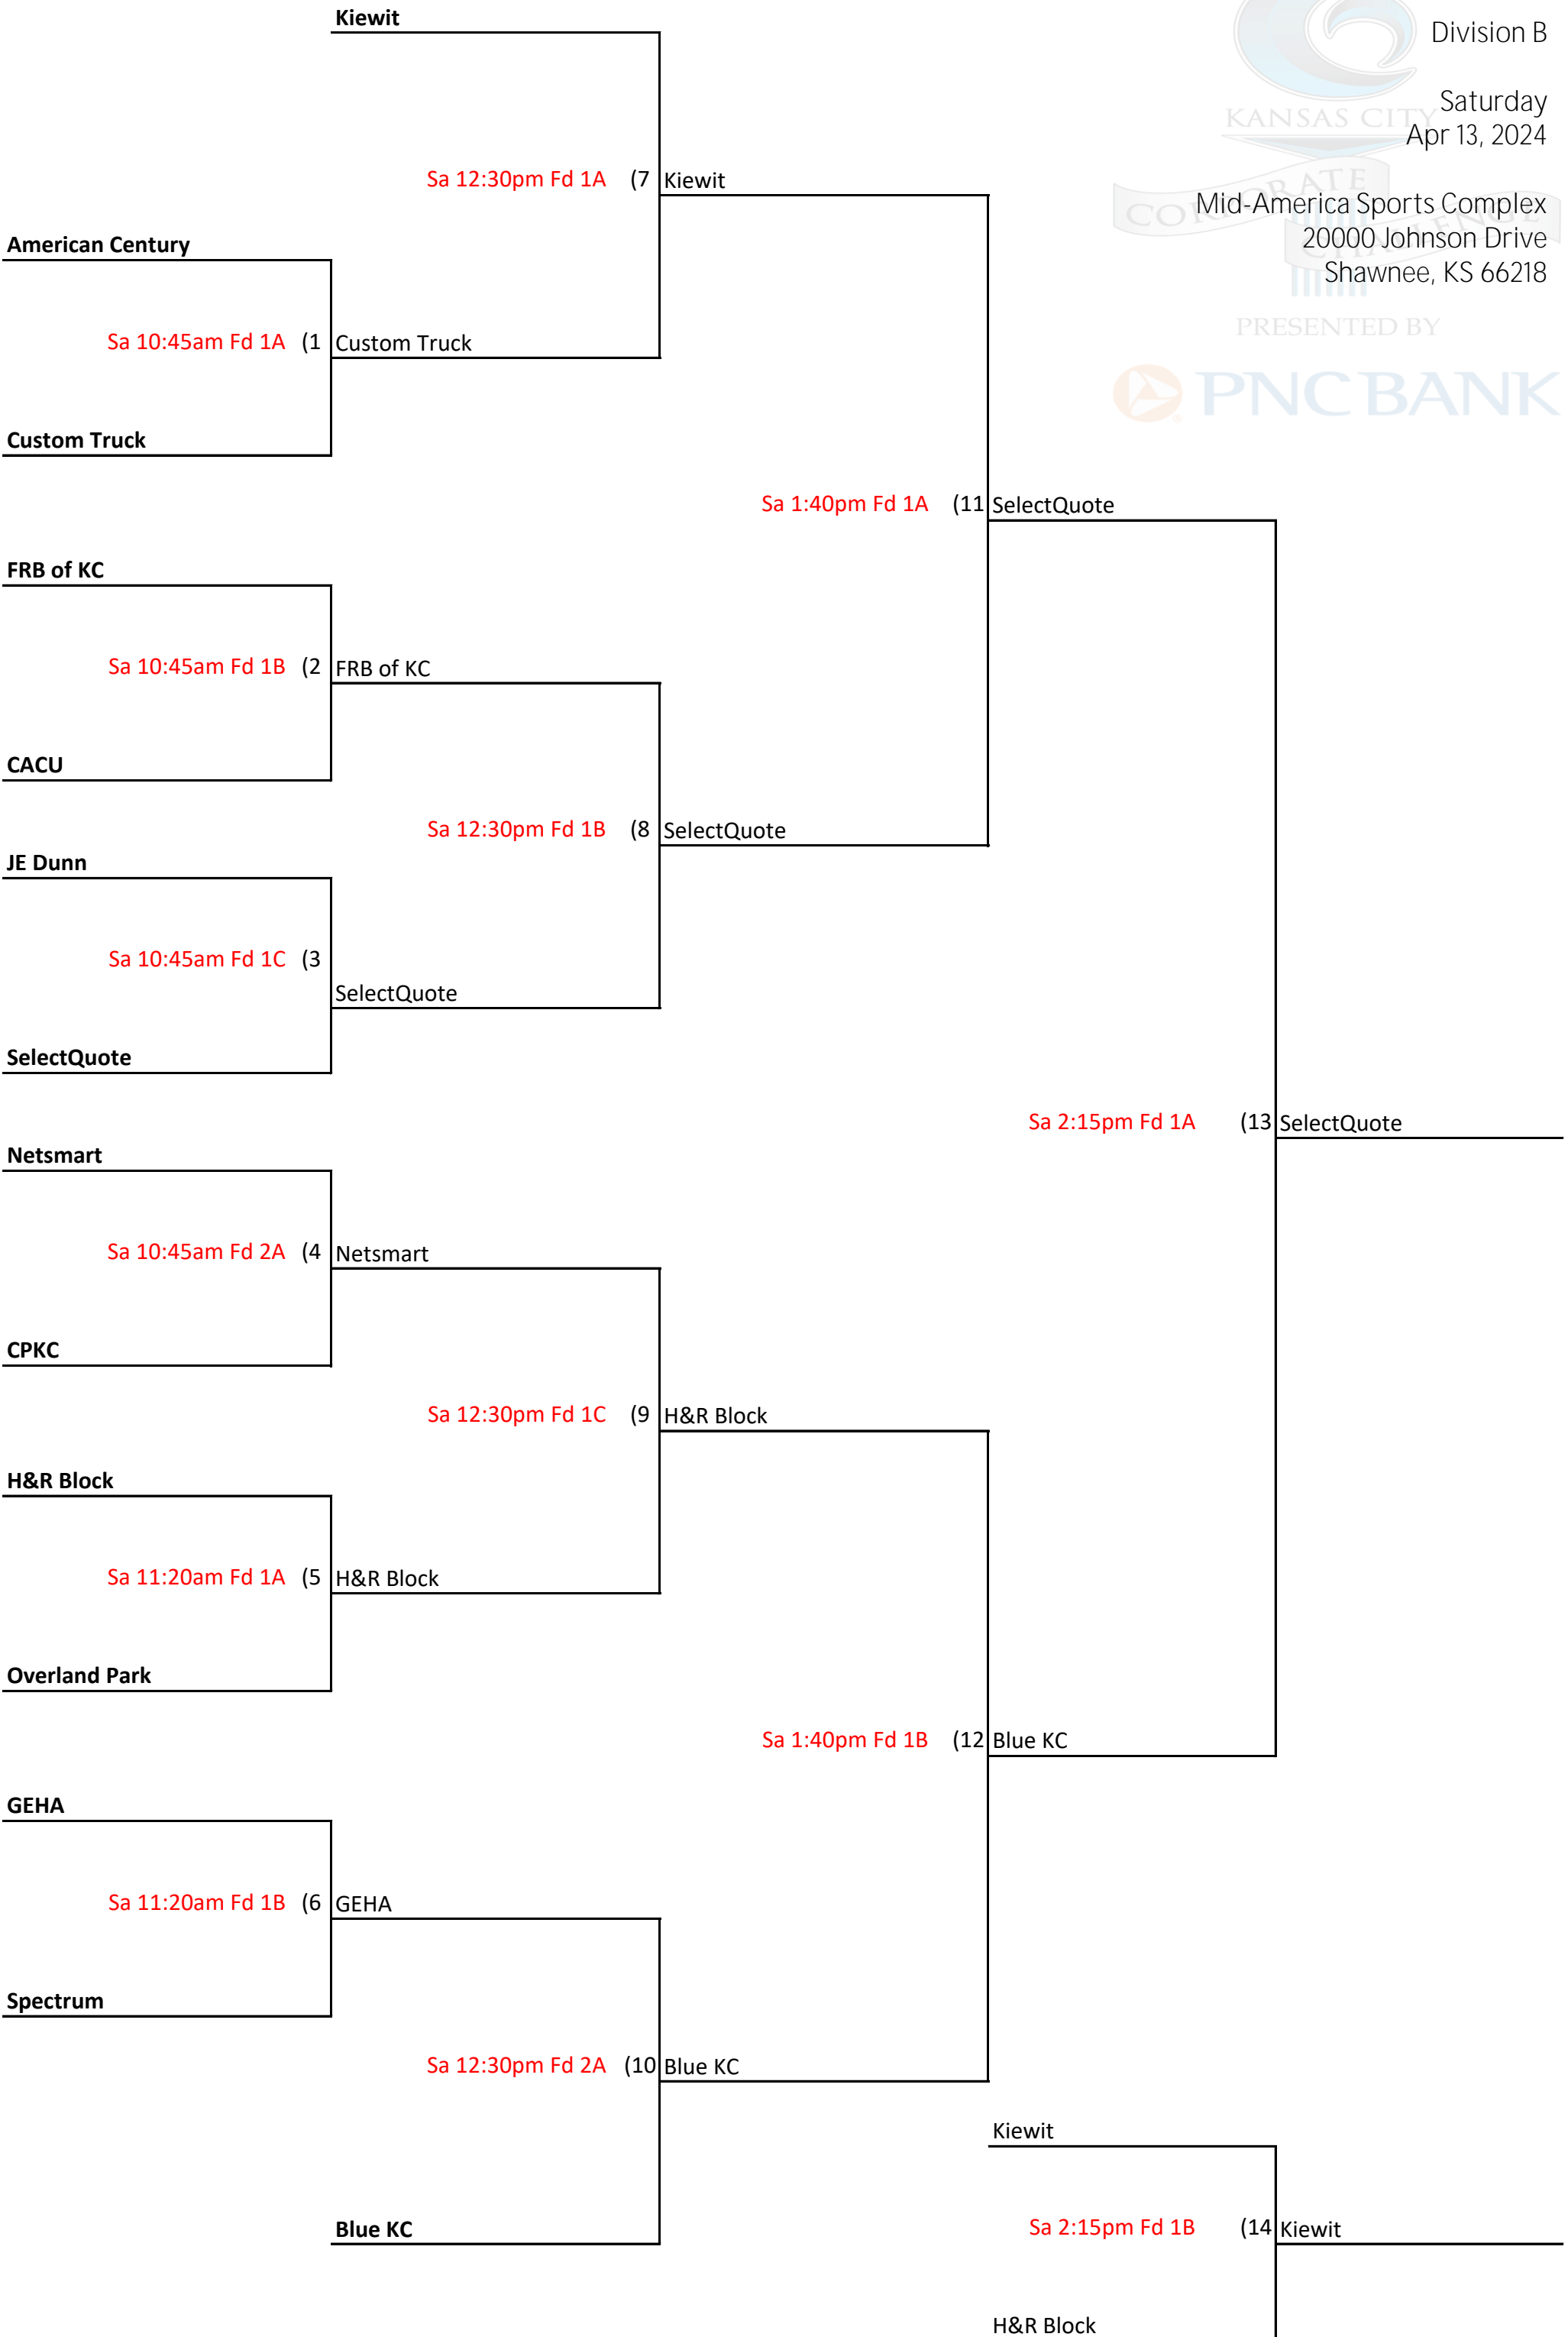 Kiewit
Division B
Saturday
KANSAS CITY
Apr 13, 2024
Sa 12:30pm Fd 1A (7 Kiewit
CORPORATE
Mid-America Sports Complex
CHALLENGE
American Century
20000 Johnson Drive
Shawnee, KS 66218
PRESENTED BY
Sa 10:45am Fd 1A (1 Custom Truck
PNC BANK
Custom Truck
Sa 1:40pm Fd 1A (11 SelectQuote
FRB of KC
Sa 10:45am Fd 1B (2 FRB of KC
CACU
Sa 12:30pm Fd 1B (8 SelectQuote
JE Dunn
Sa 10:45am Fd 1C (3
SelectQuote
SelectQuote
Sa 2:15pm Fd 1A (13 SelectQuote
Netsmart
Sa 10:45am Fd 2A (4 Netsmart
CPKC
Sa 12:30pm Fd 1C (9 H&R Block
H&R Block
Sa 11:20am Fd 1A (5 H&R Block
Overland Park
Sa 1:40pm Fd 1B (12 Blue KC
GEHA
Sa 11:20am Fd 1B (6 GEHA
Spectrum
Sa 12:30pm Fd 2A (10 Blue KC
Kiewit
Blue KC
Sa 2:15pm Fd 1B (14 Kiewit
H&R Block